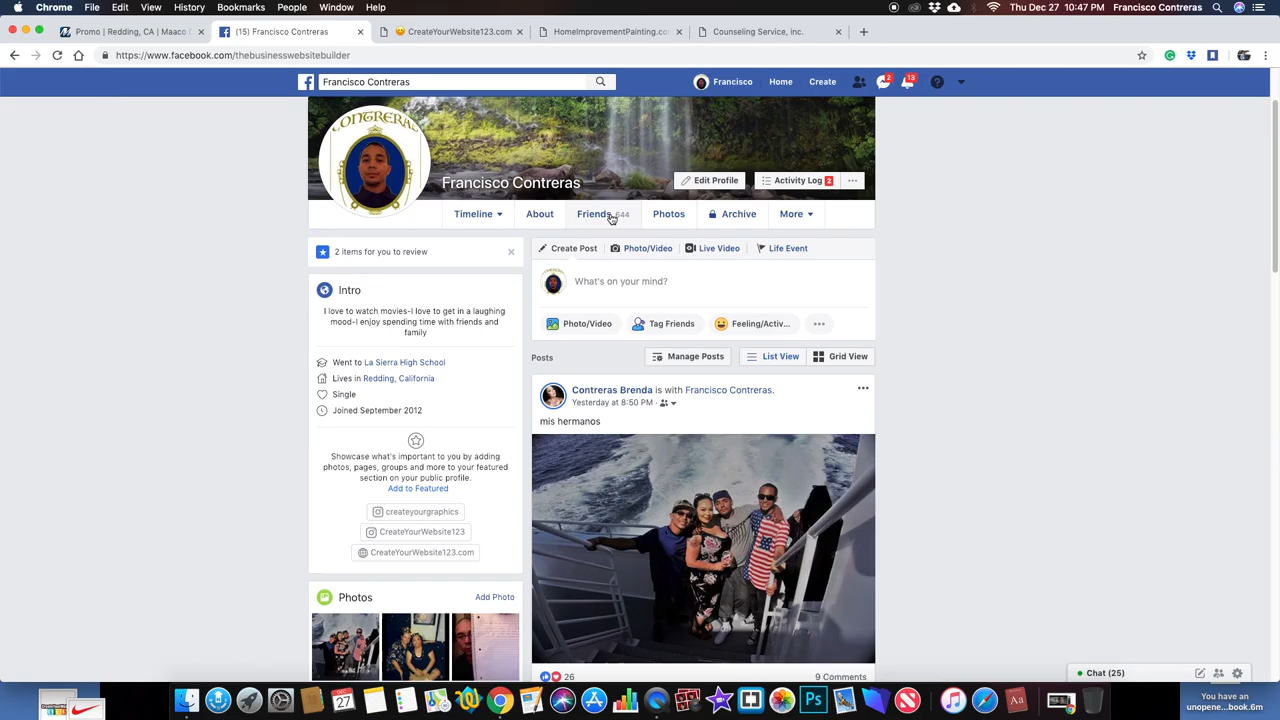 Chrome File Edit View History Bookmarks People Window Help
Thu Dec 27 10:47 PM Francisco Contreras
Promo | Redding, CA | Maaco C
(15) Francisco Contreras
CreateYourWebsite123.com
HomeImprovementPainting.co
Counseling Service, inc.
https://www.facebook.com/thebusinesswebsitebuilder
Francisco Contreras
Francisco Home Create 2 13
CONTRERAS
Francisco Contreras
Edit Profile Activity Log 2
Timeline About Friends 644 Photos Archive More
2 items for you to review
Intro
I love to watch movies-I love to get in a laughing
mood-I enjoy spending time with friends and
family
Went to La Sierra High School
Lives in Redding, California
Single
Joined September 2012
Showcase what's important to you by adding
photos, pages, groups and more to your featured
section on your public profile.
Add to Featured
createyourgraphics
CreateYourWebsite123
CreateYourWebsite123.com
Photos Add Photo
Create Post Photo/Video Live Video Life Event
What's on your mind?
Photo/Video Tag Friends Feeling/Activ...
Posts Manage Posts List View Grid View
Contreras Brenda is with Francisco Contreras.
Yesterday at 8:50 PM
mis hermanos
26 9 Comments
Chat (25)
DEC
27
Ps
Aa
You have an
unopene...book.6m